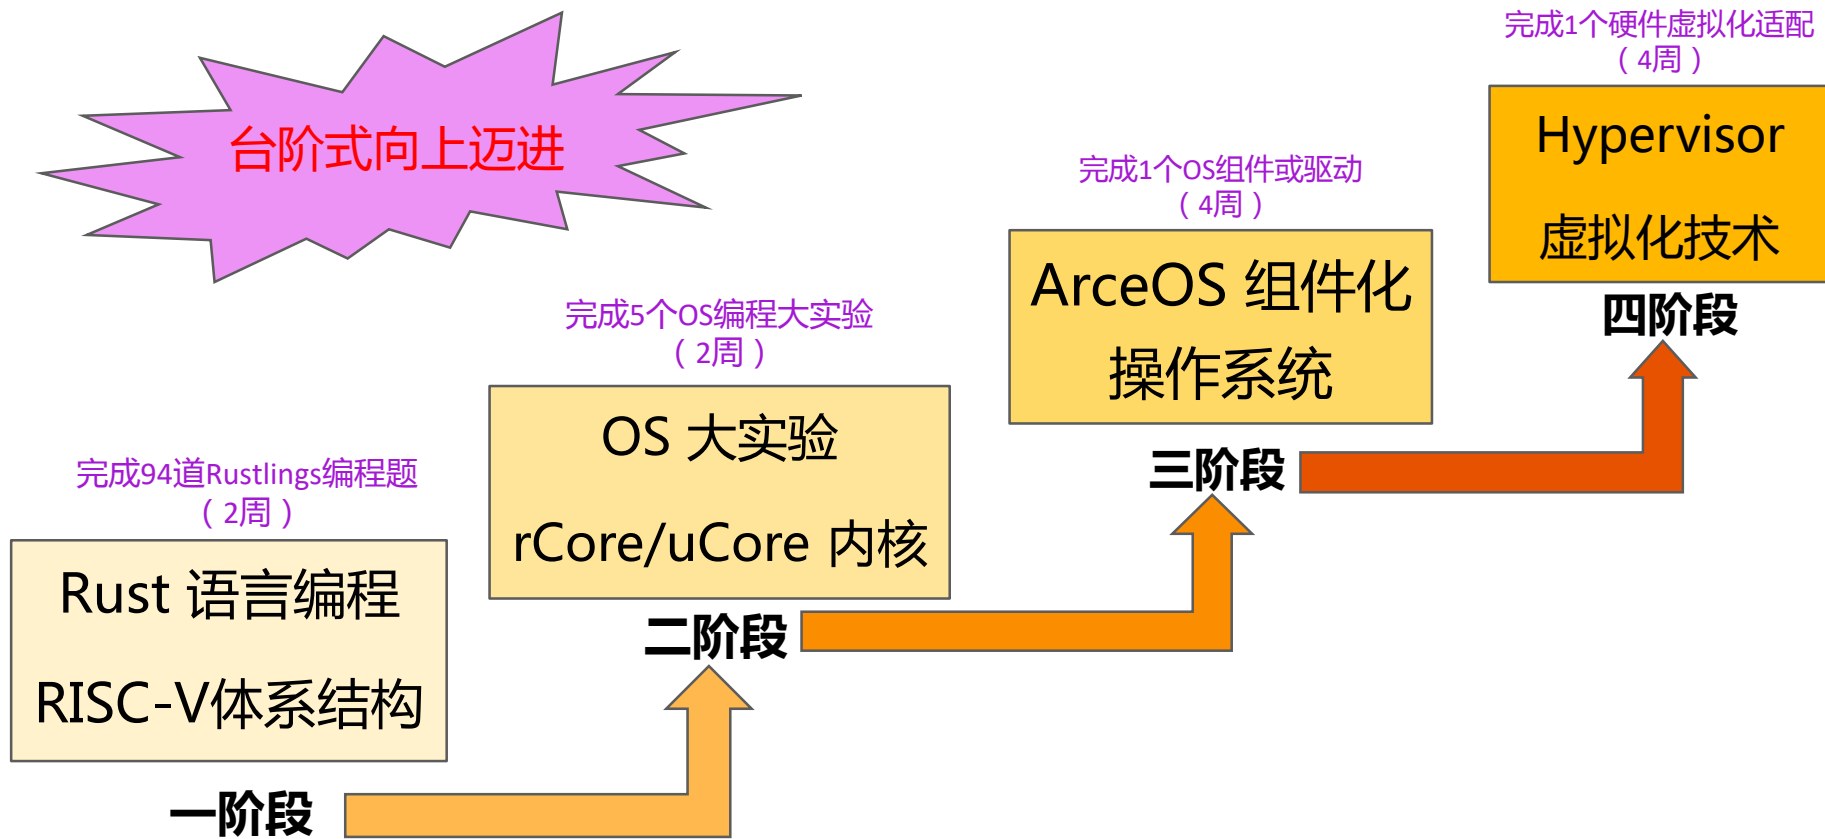 台阶式向上迈进
完成94道Rustlings编程题
（2周）
Rust 语言编程
RISC-V体系结构
一阶段
完成5个OS编程大实验
（2周）
OS 大实验
rCore/uCore 内核
二阶段
完成1个OS组件或驱动
（4周）
ArceOS 组件化
操作系统
三阶段
完成1个硬件虚拟化适配
（4周）
Hypervisor
虚拟化技术
四阶段